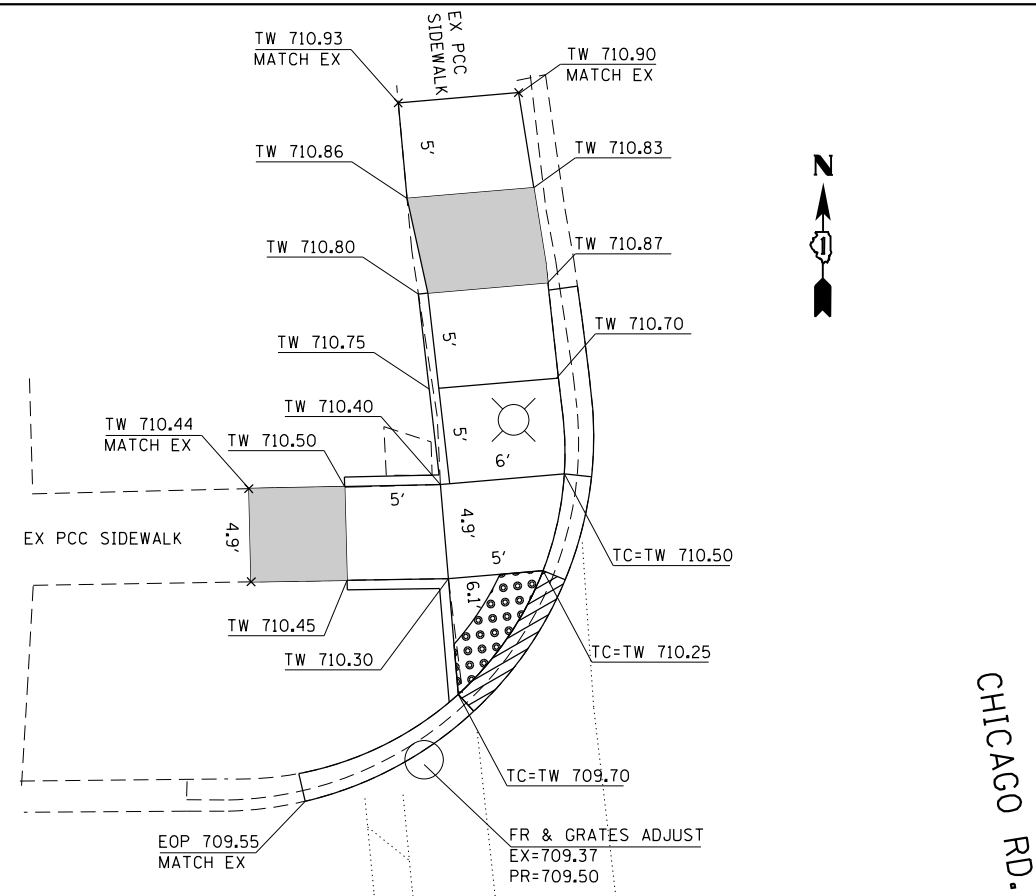 TW 710.93
MATCH EX
EX PCC
SIDEWALK
TW 710.90
MATCH EX
5'
TW 710.86
TW 710.83
N
1
TW 710.80
TW 710.87
5'
TW 710.75
TW 710.70
TW 710.40
TW 710.44
MATCH EX
TW 710.50
5'
6'
5'
4.9'
EX PCC SIDEWALK
4.9'
5'
TC=TW 710.50
6.1'
TW 710.45
TW 710.30
TC=TW 710.25
CHICAGO RD.
TC=TW 709.70
EOP 709.55
MATCH EX
FR & GRATES ADJUST
EX=709.37
PR=709.50